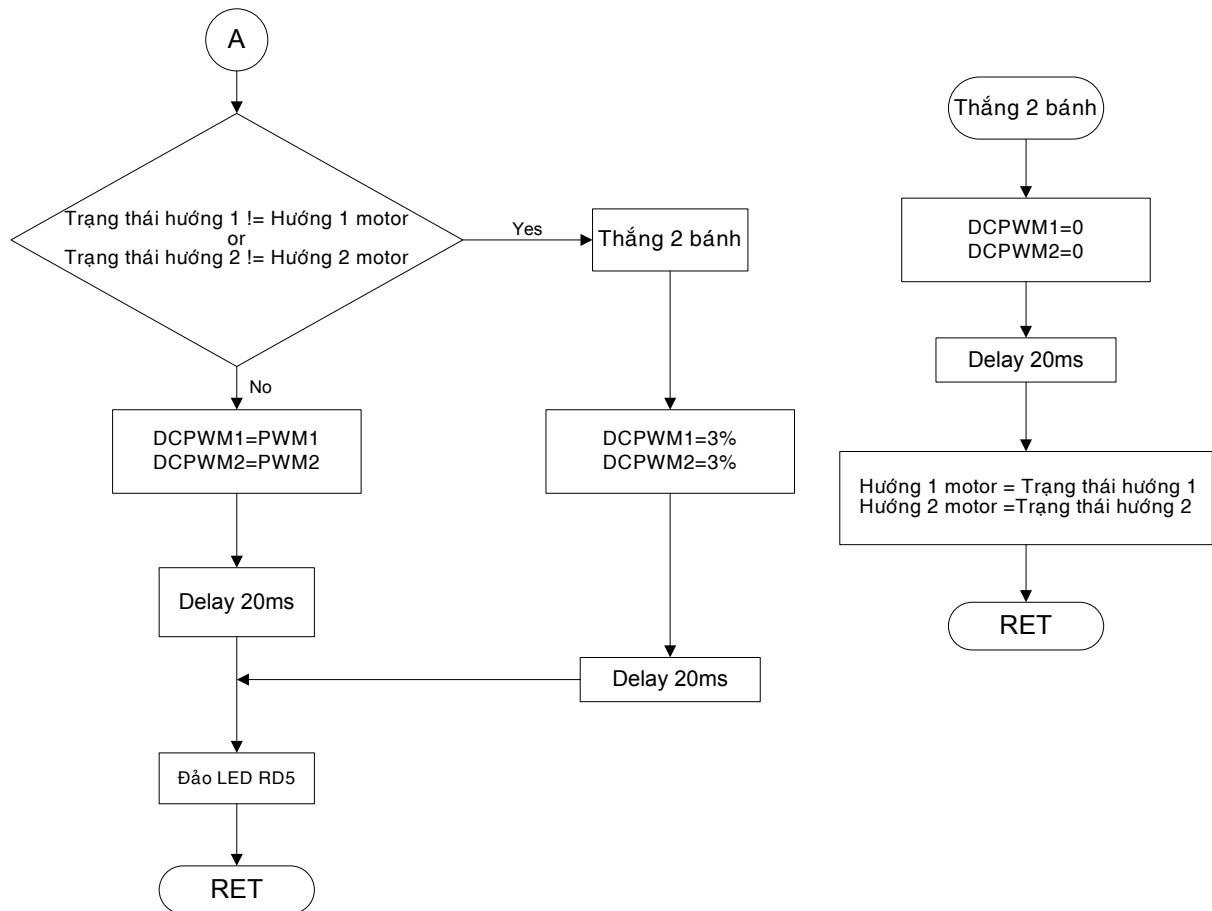 A
Trạng thái hướng 1 != Hướng 1 motor
or
Trạng thái hướng 2 != Hướng 2 motor
Yes
Thắng 2 bánh
No
DCPWM1=PWM1
DCPWM2=PWM2
DCPWM1=3%
DCPWM2=3%
Delay 20ms
Delay 20ms
Đảo LED RD5
RET
Thắng 2 bánh
DCPWM1=0
DCPWM2=0
Delay 20ms
Hướng 1 motor = Trạng thái hướng 1
Hướng 2 motor =Trạng thái hướng 2
RET